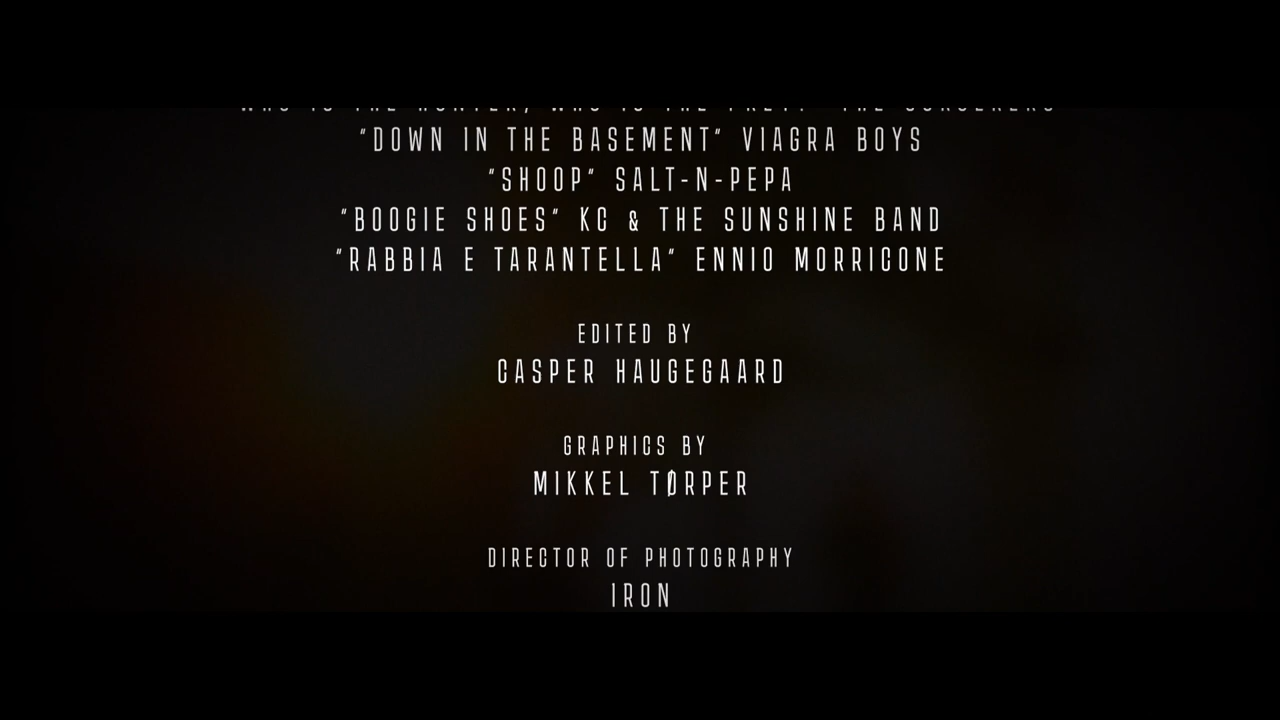 "DOWN IN THE BASEMENT" VIAGRA BOYS
"SHOOP" SALT-N-PEPA
"BOOGIE SHOES" KC & THE SUNSHINE BAND
"RABBIA E TARANTELLA" ENNIO MORRICONE
EDITED BY
CASPER HAUGEGAARD
GRAPHICS BY
MIKKEL TØRPER
DIRECTOR OF PHOTOGRAPHY
IRON